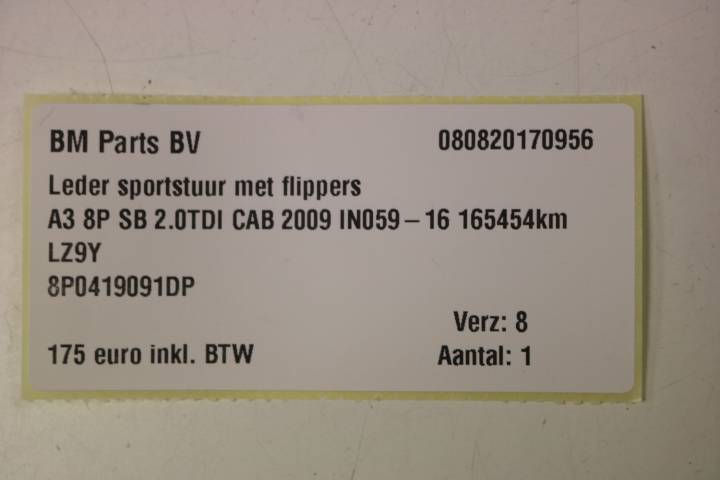 BM Parts BV 080820170956
Leder sportstuur met flippers
A3 8P SB 2.0TDI CAB 2009 IN059-16 165454km
LZ9Y
8P0419091DP
Verz: 8
175 euro inkl. BTW Aantal: 1